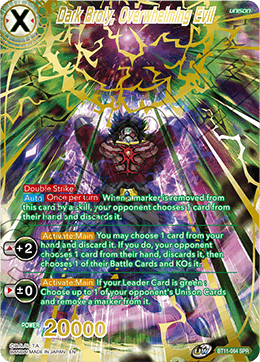 Dark Broly, Overwhelming Evil
UNISON
X
Double Strike
Auto Once per turn When a marker is removed from
this card by a skill, your opponent chooses 1 card from
their hand and discards it.
+2 Activate:Main You may choose 1 card from your
hand and discard it. If you do, your opponent
chooses 1 card from their hand, discards it, then
chooses 1 of their Battle Cards and KOs it.
±0 Activate:Main If your Leader Card is green:
Choose up to 1 of your opponent's Unison Cards
and remove a marker from it.
POWER 20000
BANDAI MADE IN JAPAN EN
BT11-064 SPR